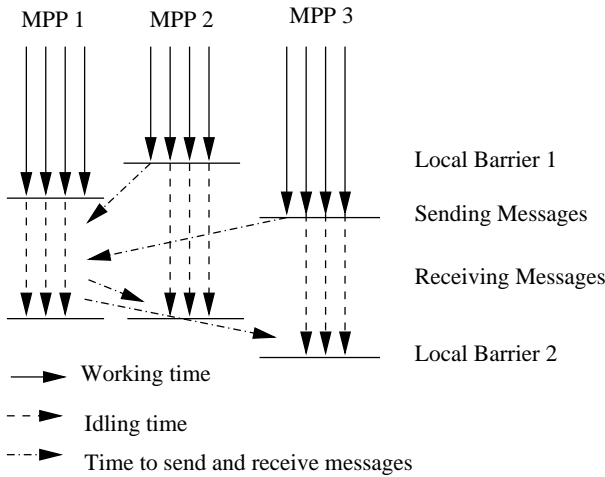 MPP 1
MPP 2
MPP 3
Local Barrier 1
Sending Messages
Receiving Messages
Local Barrier 2
Working time
Idling time
Time to send and receive messages